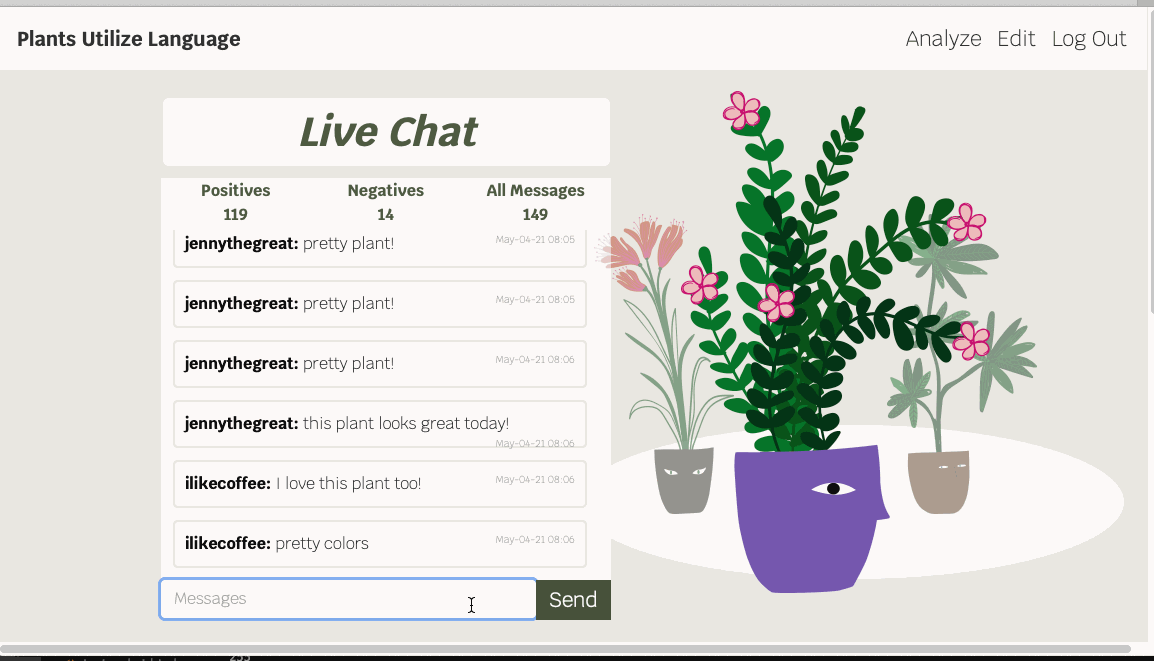 Plants Utilize Language
Analyze Edit Log Out
Live Chat
Positives Negatives All Messages
119 14 149
jennythegreat: pretty plant! May-04-21 08:05
jennythegreat: pretty plant! May-04-21 08:05
jennythegreat: pretty plant! May-04-21 08:06
jennythegreat: this plant looks great today!
May-04-21 08:06
ilikecoffee: I love this plant too! May-04-21 08:06
ilikecoffee: pretty colors May-04-21 08:06
Messages Send